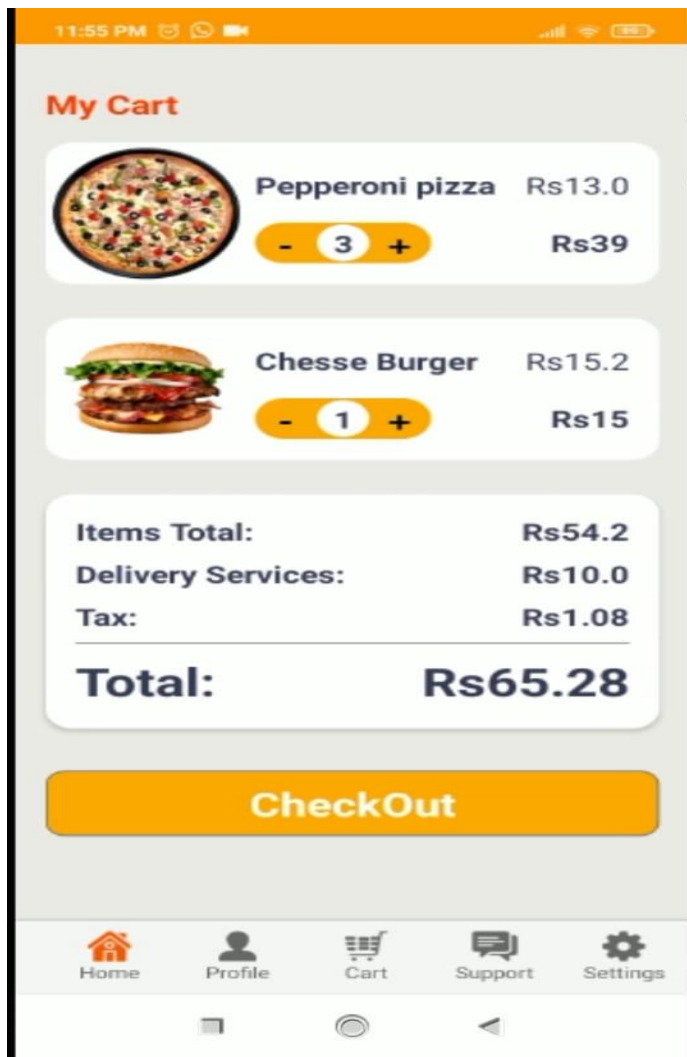 11:55 PM
My Cart
Pepperoni pizza Rs13.0
- 3 + Rs39
Chesse Burger Rs15.2
- 1 + Rs15
Items Total: Rs54.2
Delivery Services: Rs10.0
Tax: Rs1.08
Total: Rs65.28
CheckOut
Home Profile Cart Support Settings